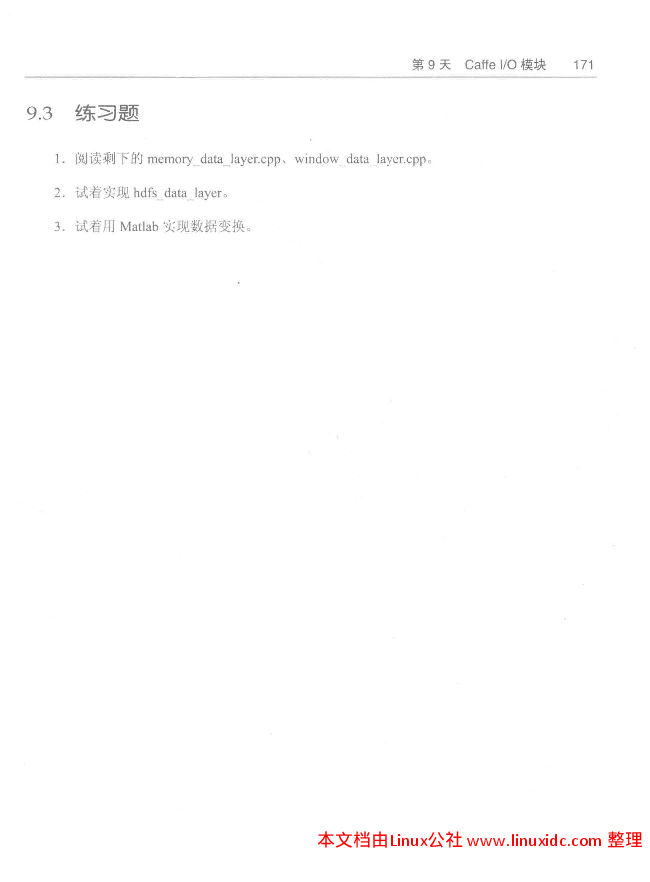 第 9 天 Caffe I/O 模块 171
9.3 练习题
1. 阅读剩下的 memory_data_layer.cpp、window_data_layer.cpp。
2. 试着实现 hdfs_data_layer。
3. 试着用 Matlab 实现数据变换。
本文档由Linux公社 www.linuxidc.com 整理